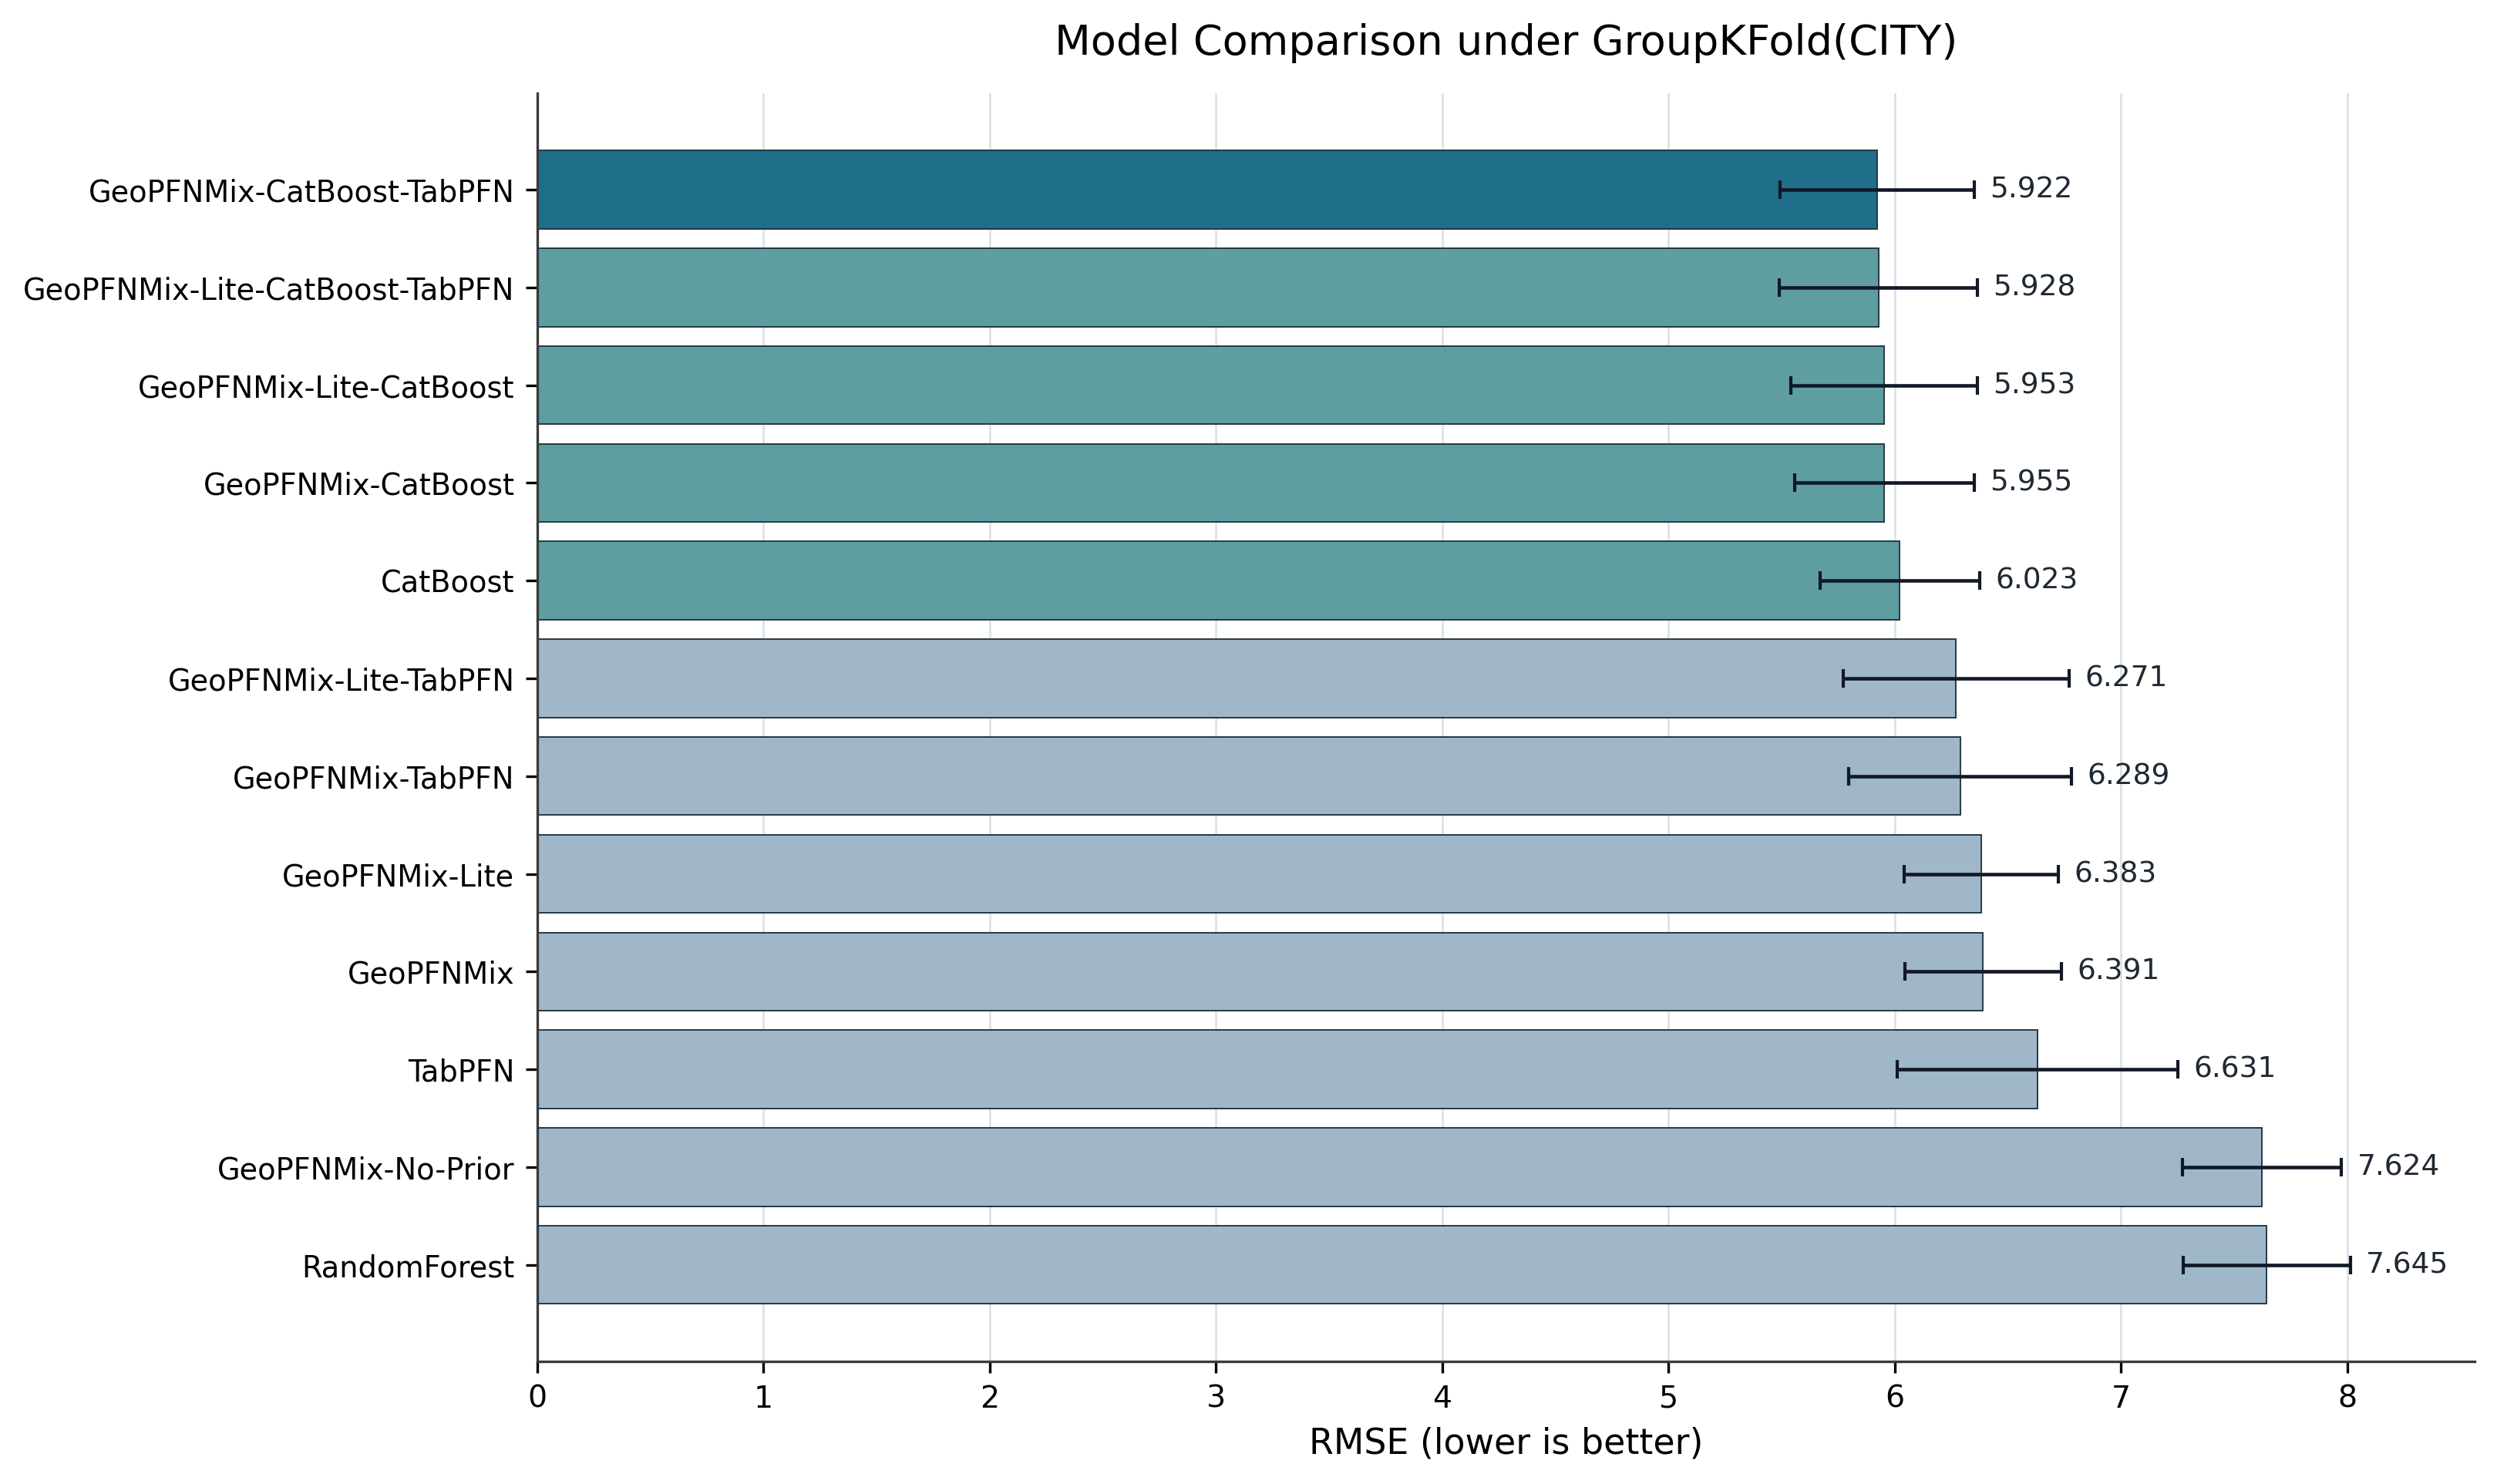 Model Comparison under GroupKFold(CITY)
GeoPFNMix-CatBoost-TabPFN 5.922
GeoPFNMix-Lite-CatBoost-TabPFN 5.928
GeoPFNMix-Lite-CatBoost 5.953
GeoPFNMix-CatBoost 5.955
CatBoost 6.023
GeoPFNMix-Lite-TabPFN 6.271
GeoPFNMix-TabPFN 6.289
GeoPFNMix-Lite 6.383
GeoPFNMix 6.391
TabPFN 6.631
GeoPFNMix-No-Prior 7.624
RandomForest 7.645
0 1 2 3 4 5 6 7 8
RMSE (lower is better)